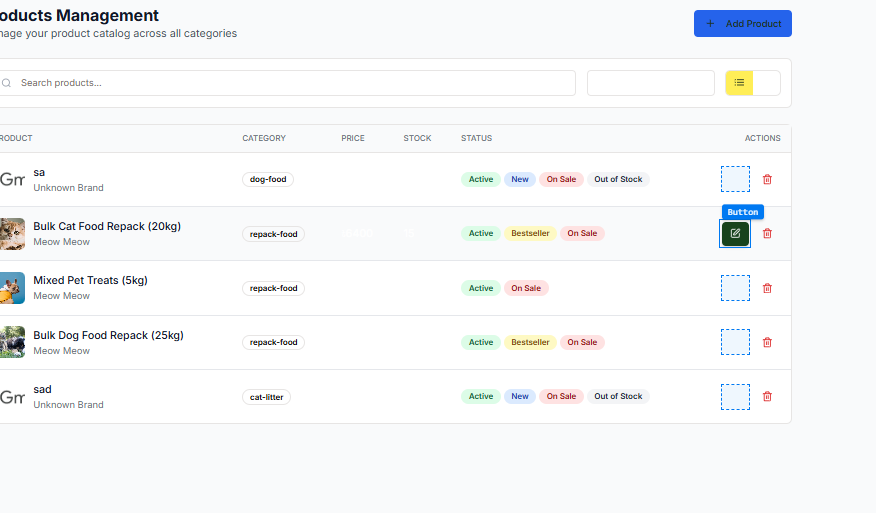 oducts Management
nage your product catalog across all categories
Add Product
Search products...
RODUCT CATEGORY PRICE STOCK STATUS ACTIONS
Gr sa dog-food Active New On Sale Out of Stock
Unknown Brand
Button
Bulk Cat Food Repack (20kg) repack-food Active Bestseller On Sale
Meow Meow
Mixed Pet Treats (5kg) repack-food Active On Sale
Meow Meow
Bulk Dog Food Repack (25kg) repack-food Active Bestseller On Sale
Meow Meow
Gr sad cat-litter Active New On Sale Out of Stock
Unknown Brand